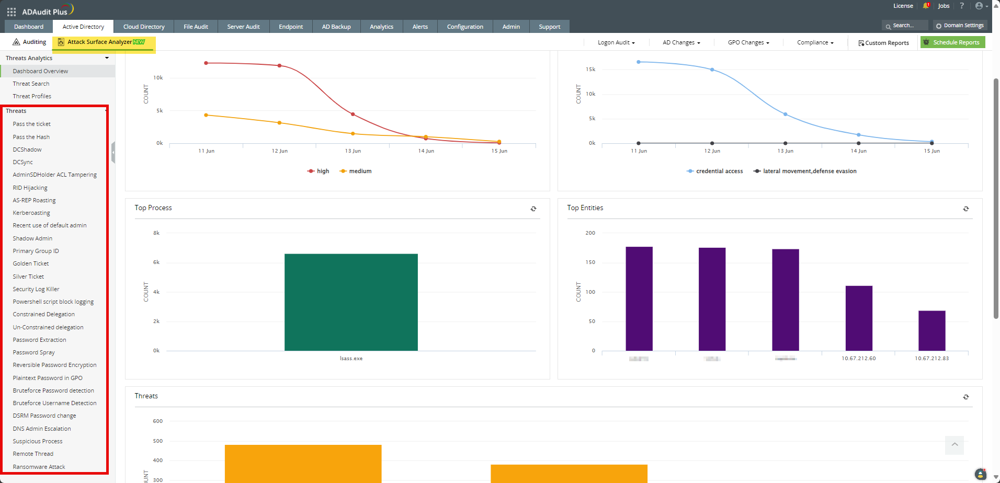 ADAudit Plus
License
1
Jobs
?
Dashboard
Active Directory
Cloud Directory
File Audit
Server Audit
Endpoint
AD Backup
Analytics
Alerts
Configuration
Admin
Support
Search...
Domain Settings
Auditing
Attack Surface Analyzer NEW
Logon Audit
AD Changes
GPO Changes
Compliance
Custom Reports
Schedule Reports
Threats Analytics
Dashboard Overview
Threat Search
Threat Profiles
Threats
Pass the ticket
Pass the Hash
DCShadow
DCSync
AdminSDHolder ACL Tampering
RID Hijacking
AS-REP Roasting
Kerberoasting
Recent use of default admin
Shadow Admin
Primary Group ID
Golden Ticket
Silver Ticket
Security Log Killer
Powershell script block logging
Constrained Delegation
Un-Constrained delegation
Password Extraction
Password Spray
Reversible Password Encryption
Plaintext Password in GPO
Bruteforce Password detection
Bruteforce Username Detection
DSRM Password change
DNS Admin Escalation
Suspicious Process
Remote Thread
Ransomware Attack
COUNT
10k
5k
0k
11 Jun
12 Jun
13 Jun
14 Jun
15 Jun
high
medium
COUNT
15k
10k
5k
0k
11 Jun
12 Jun
13 Jun
14 Jun
15 Jun
credential access
lateral movement,defense evasion
Top Process
COUNT
8k
6k
4k
2k
0k
lsass.exe
Top Entities
COUNT
200
150
100
50
0
10.67.212.60
10.67.212.83
Threats
600
500
400
300